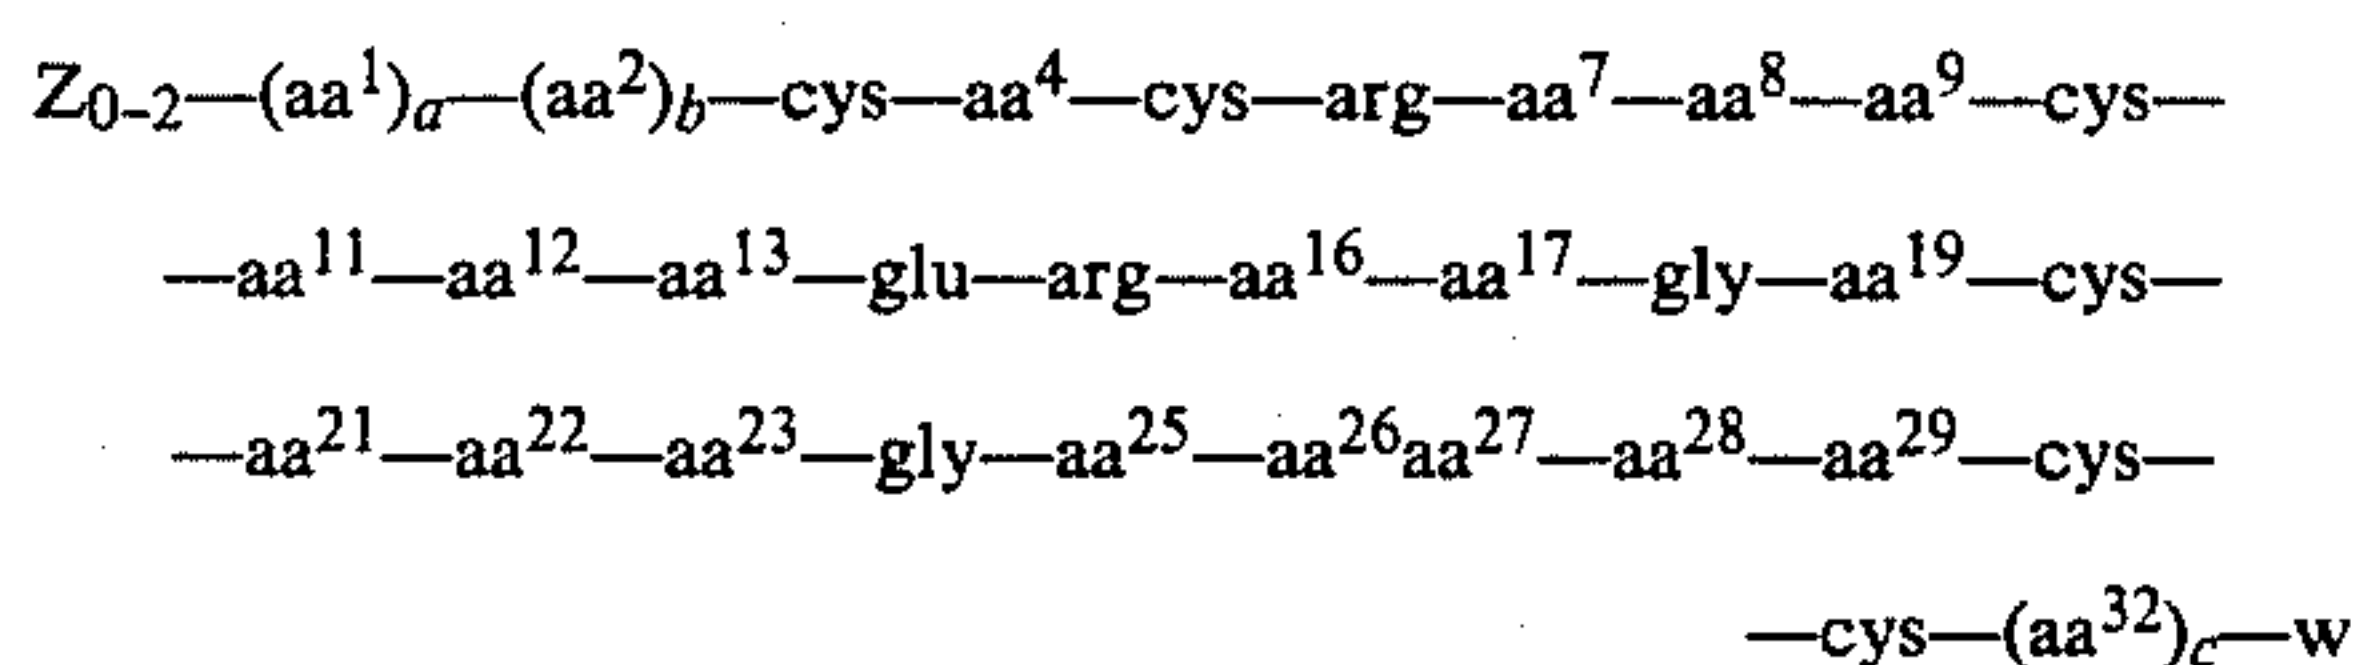 Z₀₋₂—(aa¹)ₐ—(aa²)b—cys—aa⁴—cys—arg—aa⁷—aa⁸—aa⁹—cys—
—aa¹¹—aa¹²—aa¹³—glu—arg—aa¹⁶—aa¹⁷—gly—aa¹⁹—cys—
—aa²¹—aa²²—aa²³—gly—aa²⁵—aa²⁶aa²⁷—aa²⁸—aa²⁹—cys—
—cys—(aa³²)c—w